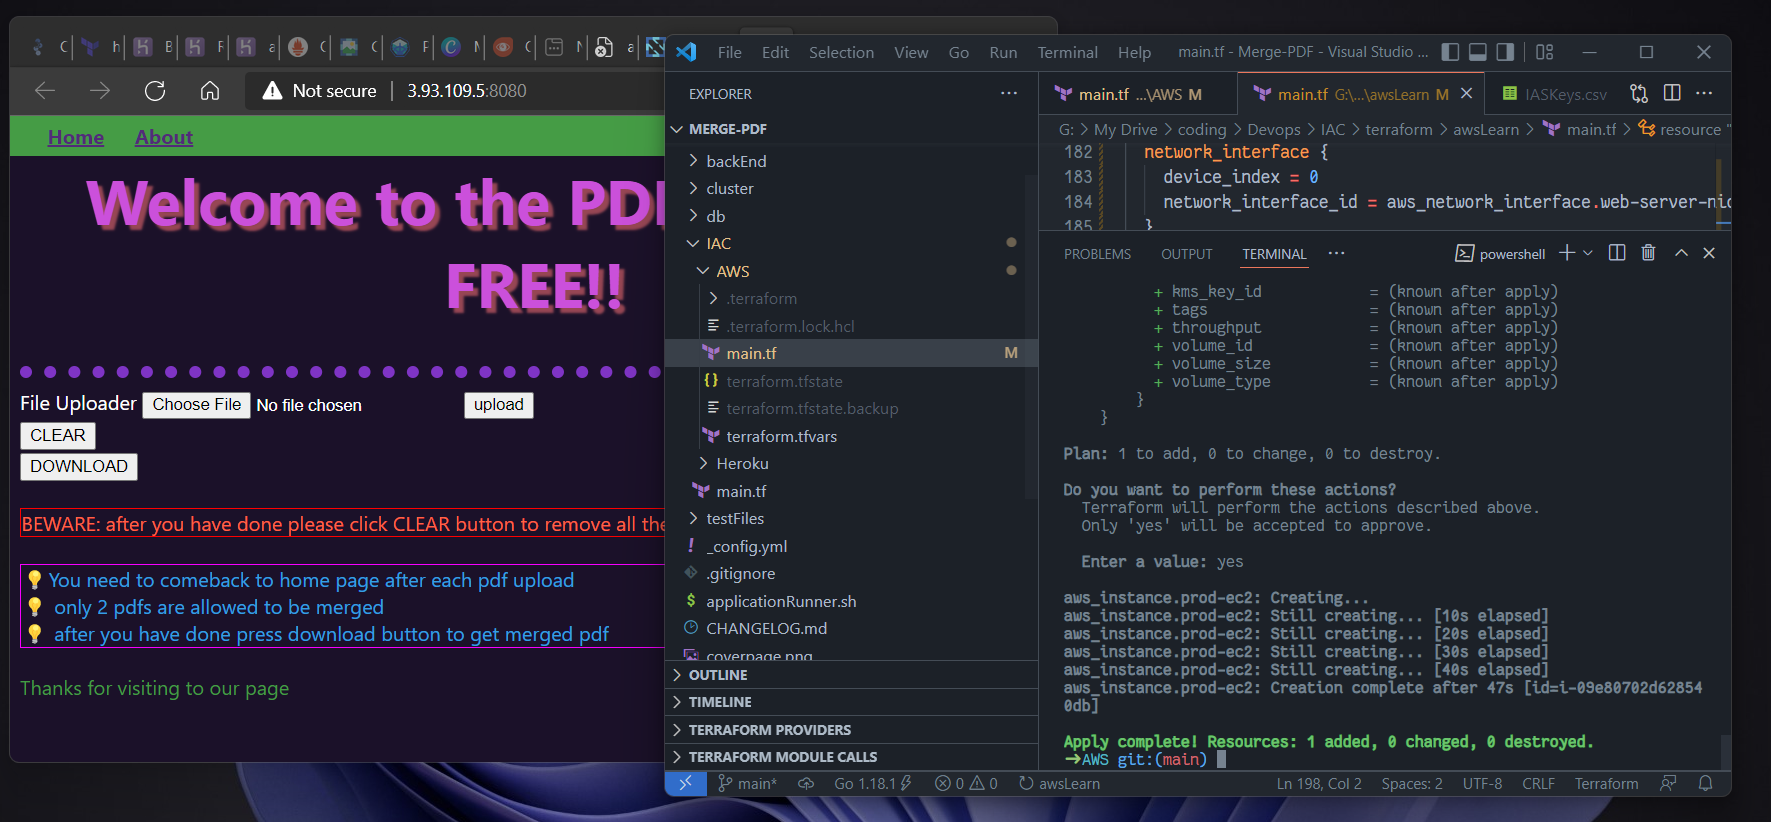 Not secure
3.93.109.5:8080
Home About
Welcome to the
FREE!!
File Uploader Choose File No file chosen upload
CLEAR
DOWNLOAD
BEWARE: after you have done please click CLEAR button to remove all the
You need to comeback to home page after each pdf upload
only 2 pdfs are allowed to be merged
after you have done press download button to get merged pdf
Thanks for visiting to our page
File Edit Selection View Go Run Terminal Help main.tf - Merge-PDF - Visual Studio ...
EXPLORER
MERGE-PDF
backEnd
cluster
db
IAC
AWS
.terraform
.terraform.lock.hcl
main.tf M
terraform.tfstate
terraform.tfstate.backup
terraform.tfvars
Heroku
main.tf
testFiles
_config.yml
.gitignore
applicationRunner.sh
CHANGELOG.md
coverpage.png
OUTLINE
TIMELINE
TERRAFORM PROVIDERS
TERRAFORM MODULE CALLS
main.tf ...\AWS M
main.tf G:\...\awsLearn M
IASKeys.csv
G: > My Drive > coding > Devops > IAC > terraform > awsLearn > main.tf > resource "
182 network_interface {
183 device_index = 0
184 network_interface_id = aws_network_interface.web-server-nic
185 }
PROBLEMS OUTPUT TERMINAL ... powershell
+ kms_key_id = (known after apply)
+ tags = (known after apply)
+ throughput = (known after apply)
+ volume_id = (known after apply)
+ volume_size = (known after apply)
+ volume_type = (known after apply)
}
}
Plan: 1 to add, 0 to change, 0 to destroy.
Do you want to perform these actions?
Terraform will perform the actions described above.
Only 'yes' will be accepted to approve.
Enter a value: yes
aws_instance.prod-ec2: Creating...
aws_instance.prod-ec2: Still creating... [10s elapsed]
aws_instance.prod-ec2: Still creating... [20s elapsed]
aws_instance.prod-ec2: Still creating... [30s elapsed]
aws_instance.prod-ec2: Still creating... [40s elapsed]
aws_instance.prod-ec2: Creation complete after 47s [id=i-09e80702d62854
0db]
Apply complete! Resources: 1 added, 0 changed, 0 destroyed.
➜AWS git:(main)
main* Go 1.18.1 0 0 awsLearn Ln 198, Col 2 Spaces: 2 UTF-8 CRLF Terraform